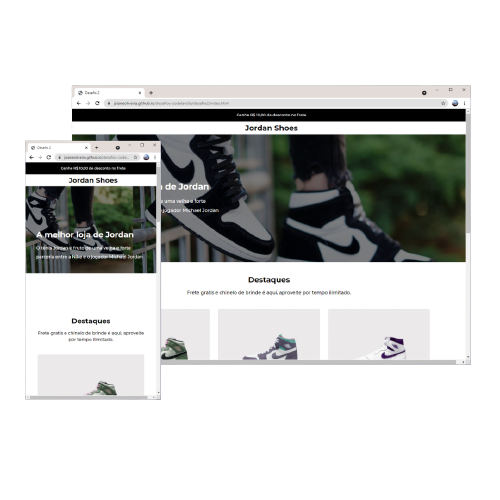 Desafio 2
Ganhe R$ 10,00 de desconto no frete
Jordan Shoes
a de Jordan
uma velha e forte
jogador Michael Jordan
Destaques
Frete gratis e chinelo de brinde é aqui, aproveite por tempo ilimitado.
Desafio 2
Ganhe R$ 10,00 de desconto no frete
Jordan Shoes
A melhor loja de Jordan
O tênis Jordan é fruto de uma velha e forte
parceria entre a Nike e o jogador Michael Jordan
Destaques
Frete gratis e chinelo de brinde é aqui, aproveite
por tempo ilimitado.